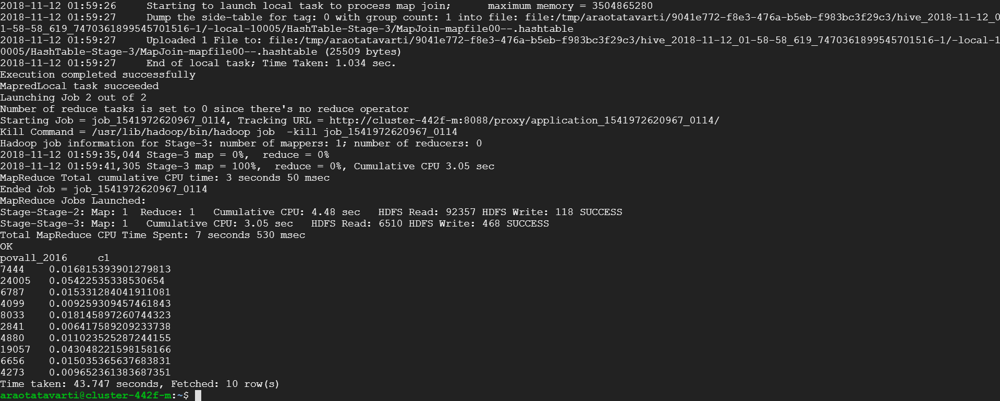 2018-11-12 01:59:26     Starting to launch local task to process map join;      maximum memory = 3504865280
2018-11-12 01:59:27     Dump the side-table for tag: 0 with group count: 1 into file: file:/tmp/araotatavarti/9041e772-f8e3-476a-b5eb-f983bc3f29c3/hive_2018-11-12_0
1-58-58_619_7470361899545701516-1/-local-10005/HashTable-Stage-3/MapJoin-mapfile00--.hashtable
2018-11-12 01:59:27     Uploaded 1 File to: file:/tmp/araotatavarti/9041e772-f8e3-476a-b5eb-f983bc3f29c3/hive_2018-11-12_01-58-58_619_7470361899545701516-1/-local-1
0005/HashTable-Stage-3/MapJoin-mapfile00--.hashtable (25509 bytes)
2018-11-12 01:59:27     End of local task; Time Taken: 1.034 sec.
Execution completed successfully
MapredLocal task succeeded
Launching Job 2 out of 2
Number of reduce tasks is set to 0 since there's no reduce operator
Starting Job = job_1541972620967_0114, Tracking URL = http://cluster-442f-m:8088/proxy/application_1541972620967_0114/
Kill Command = /usr/lib/hadoop/bin/hadoop job  -kill job_1541972620967_0114
Hadoop job information for Stage-3: number of mappers: 1; number of reducers: 0
2018-11-12 01:59:35,044 Stage-3 map = 0%,  reduce = 0%
2018-11-12 01:59:41,305 Stage-3 map = 100%,  reduce = 0%, Cumulative CPU 3.05 sec
MapReduce Total cumulative CPU time: 3 seconds 50 msec
Ended Job = job_1541972620967_0114
MapReduce Jobs Launched:
Stage-Stage-2: Map: 1  Reduce: 1   Cumulative CPU: 4.48 sec   HDFS Read: 92357 HDFS Write: 118 SUCCESS
Stage-Stage-3: Map: 1   Cumulative CPU: 3.05 sec   HDFS Read: 6510 HDFS Write: 468 SUCCESS
Total MapReduce CPU Time Spent: 7 seconds 530 msec
OK
povall_2016     c1
7444    0.016815393901279813
24005   0.05422535338530654
6787    0.015331284041911081
4099    0.009259309457461843
8033    0.018145897260744323
2841    0.006417589209233738
4880    0.011023525287244155
19057   0.043048221598158166
6656    0.015035365637683831
4273    0.009652361383687351
Time taken: 43.747 seconds, Fetched: 10 row(s)
araotatavarti@cluster-442f-m:~$